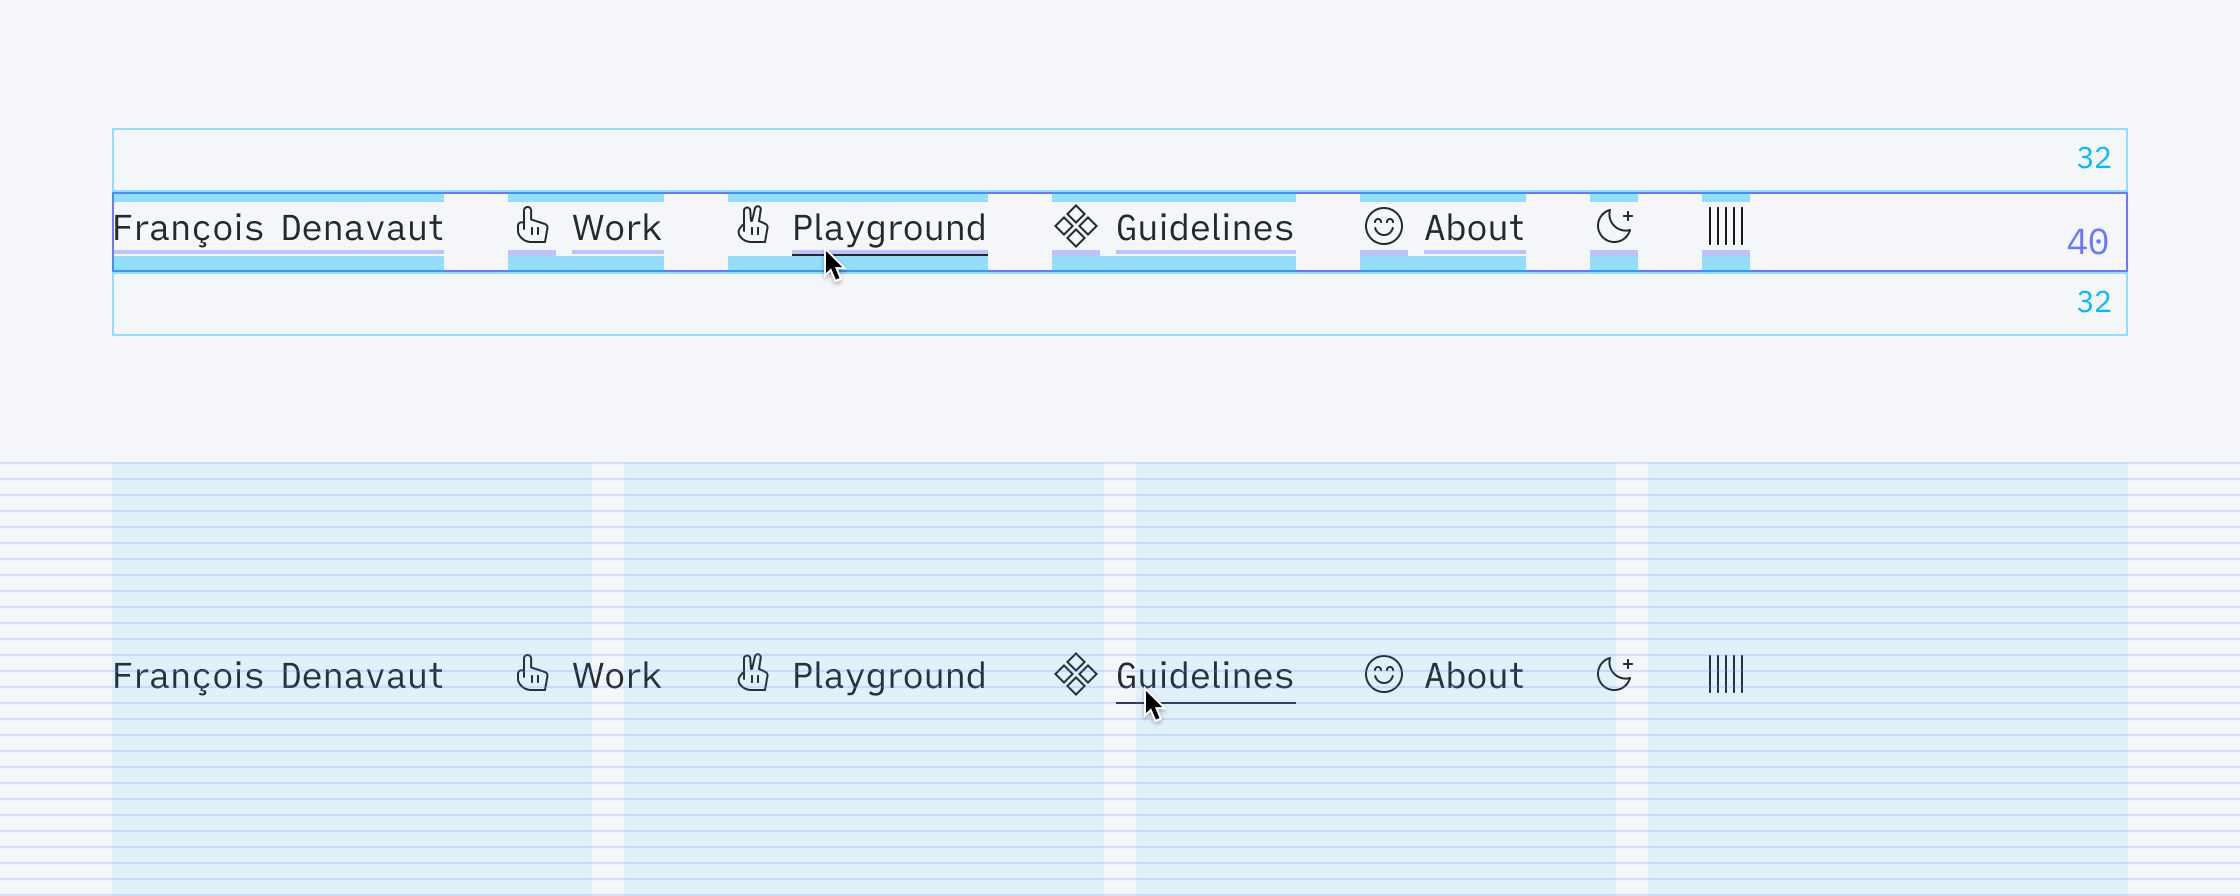 32
François Denavaut Work Playground Guidelines About 40
32
François Denavaut Work Playground Guidelines About